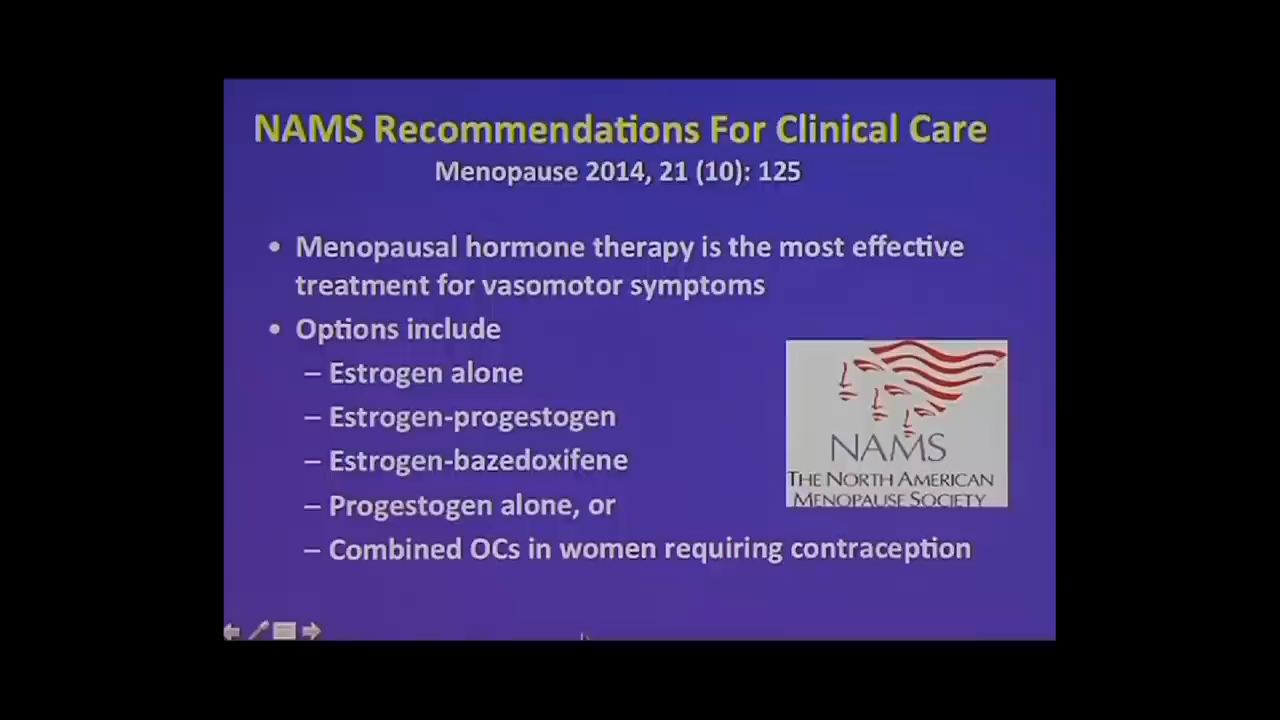 NAMS Recommendations For Clinical Care
Menopause 2014, 21 (10): 125
• Menopausal hormone therapy is the most effective
treatment for vasomotor symptoms
• Options include
– Estrogen alone
– Estrogen-progestogen
– Estrogen-bazedoxifene
– Progestogen alone, or
– Combined OCs in women requiring contraception
NAMS
THE NORTH AMERICAN
MENOPAUSE SOCIETY